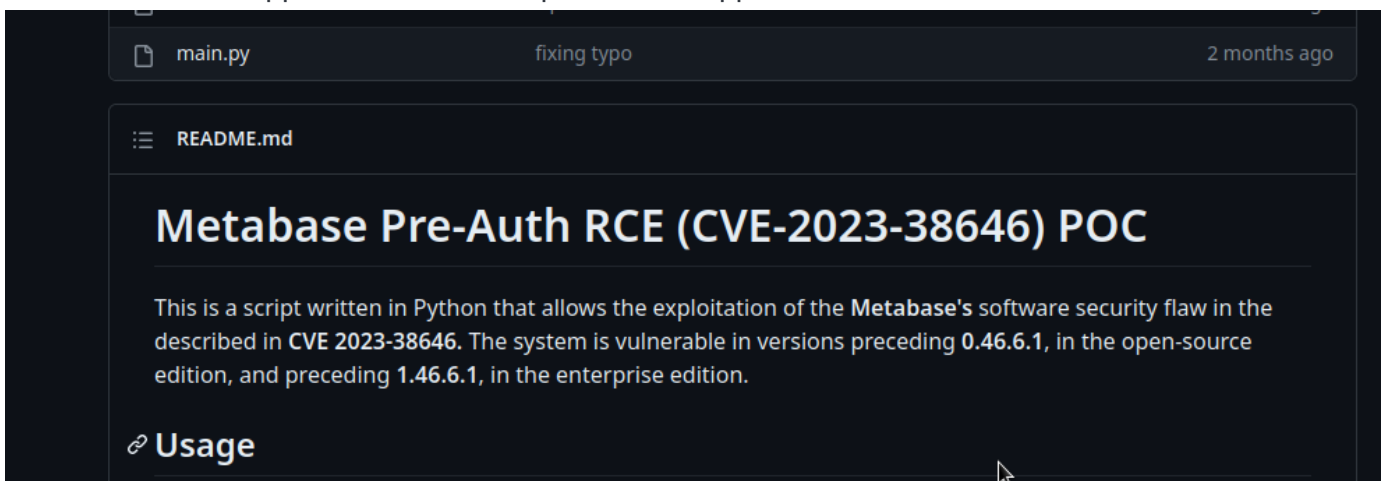 main.py fixing typo 2 months ago
README.md
Metabase Pre-Auth RCE (CVE-2023-38646) POC
This is a script written in Python that allows the exploitation of the Metabase's software security flaw in the
described in CVE 2023-38646. The system is vulnerable in versions preceding 0.46.6.1, in the open-source
edition, and preceding 1.46.6.1, in the enterprise edition.
Usage